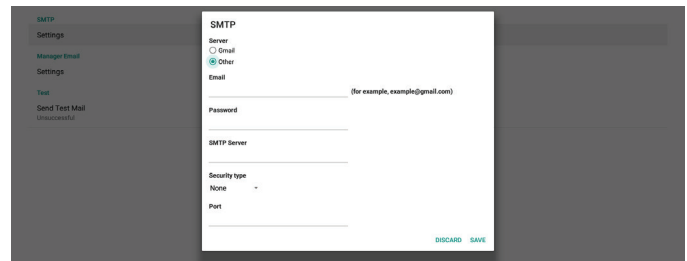 SMTP
Settings
Manager Email
Settings
Test
Send Test Mail
Unsuccessful
SMTP
Server
Gmail
Other
Email
(for example, example@gmail.com)
Password
SMTP Server
Security type
None
Port
DISCARD SAVE